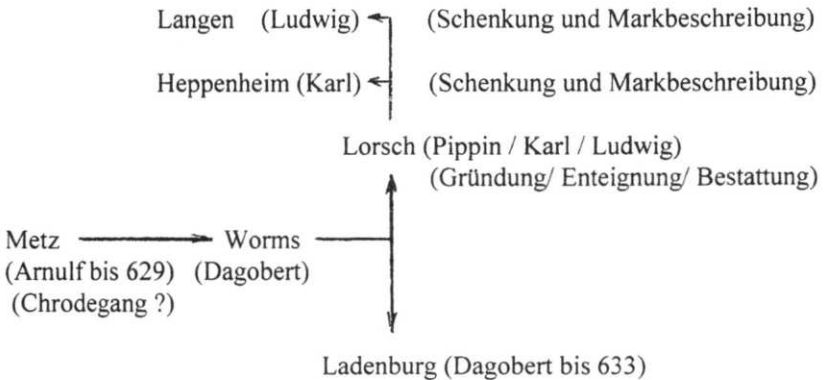 Langen (Ludwig) (Schenkung und Markbeschreibung)
Heppenheim (Karl) (Schenkung und Markbeschreibung)
Lorsch (Pippin / Karl / Ludwig)
(Gründung/ Enteignung/ Bestattung)
Metz Worms
(Arnulf bis 629) (Dagobert)
(Chrodegang ?)
Ladenburg (Dagobert bis 633)